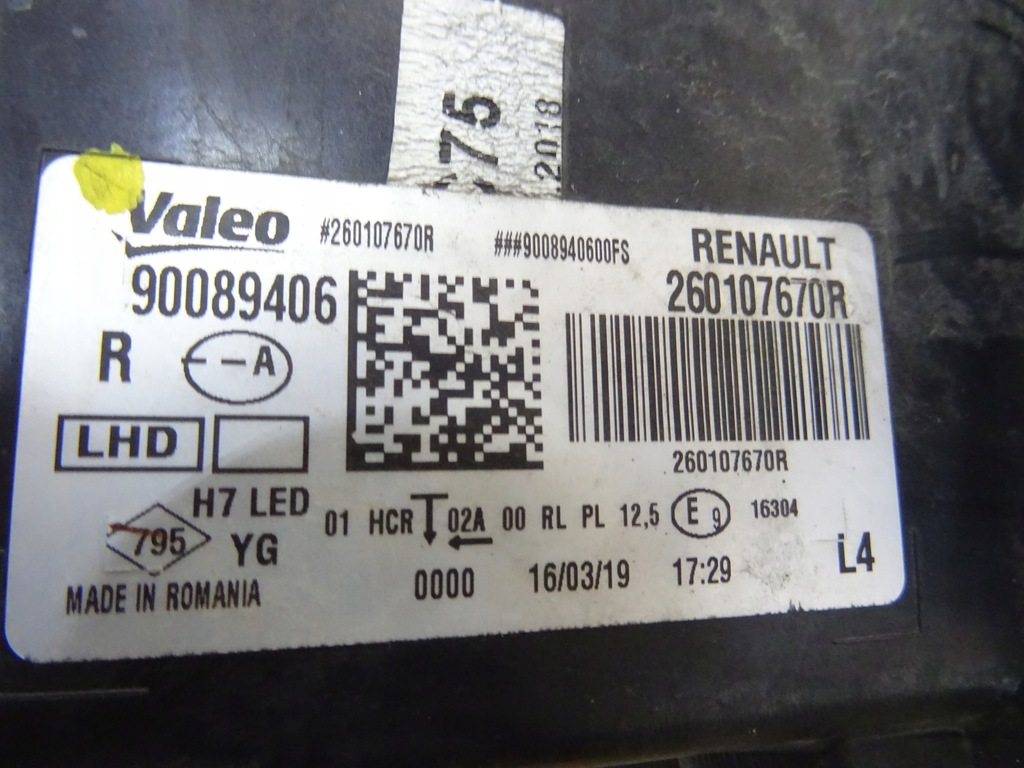 75
.2018
Valeo #260107670R ###9008940600FS RENAULT
90089406 260107670R
R --A
LHD
260107670R
H7 LED 01 HCR 02A 00 RL PL 12,5 E9 16304
795 YG L4
MADE IN ROMANIA 0000 16/03/19 17:29